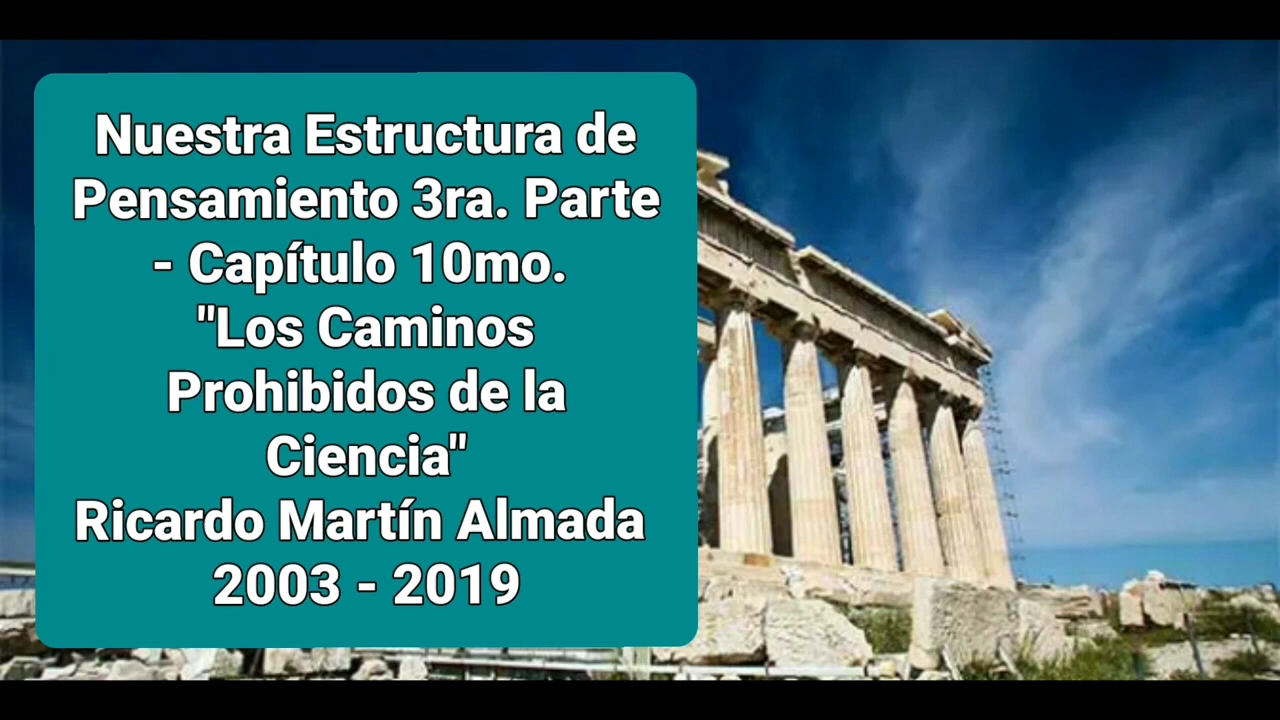 Nuestra Estructura de
Pensamiento 3ra. Parte
- Capítulo 10mo.
"Los Caminos
Prohibidos de la
Ciencia"
Ricardo Martín Almada
2003 - 2019